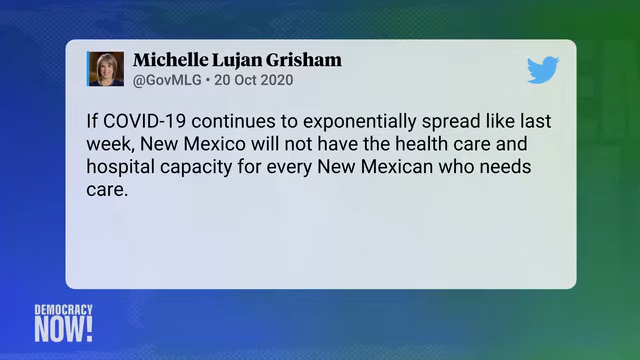 Michelle Lujan Grisham
@GovMLG • 20 Oct 2020
If COVID-19 continues to exponentially spread like last
week, New Mexico will not have the health care and
hospital capacity for every New Mexican who needs
care.
DEMOCRACY
NOW!